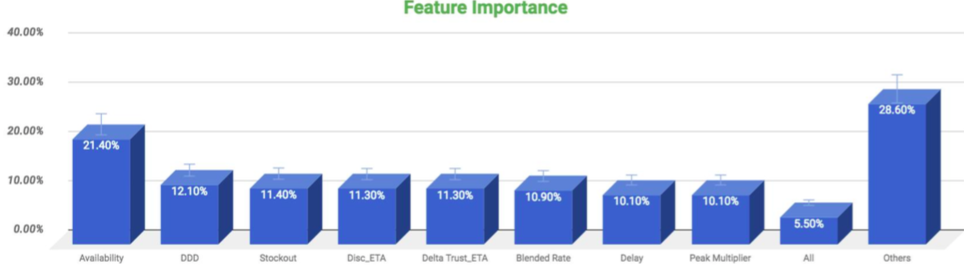 Feature Importance
40.00%
30.00%
20.00%
10.00%
0.00%
21.40%
12.10%
11.40%
11.30%
11.30%
10.90%
10.10%
10.10%
5.50%
28.60%
Availability
DDD
Stockout
Disc_ETA
Delta Trust_ETA
Blended Rate
Delay
Peak Multiplier
All
Others